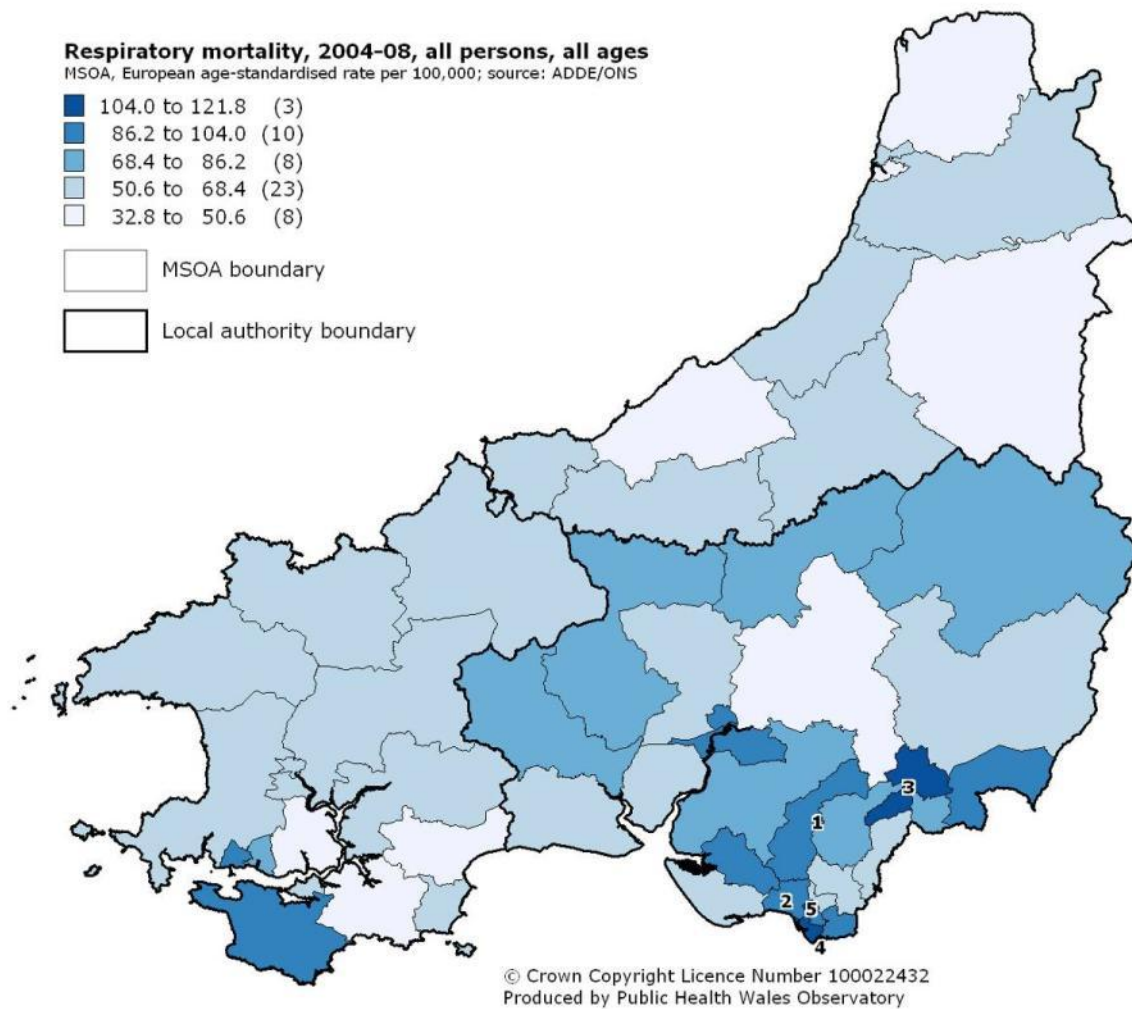 Respiratory mortality, 2004-08, all persons, all ages
MSOA, European age-standardised rate per 100,000; source: ADDE/ONS
104.0 to 121.8 (3)
86.2 to 104.0 (10)
68.4 to 86.2 (8)
50.6 to 68.4 (23)
32.8 to 50.6 (8)
MSOA boundary
Local authority boundary
3
1
2
5
4
© Crown Copyright Licence Number 100022432
Produced by Public Health Wales Observatory